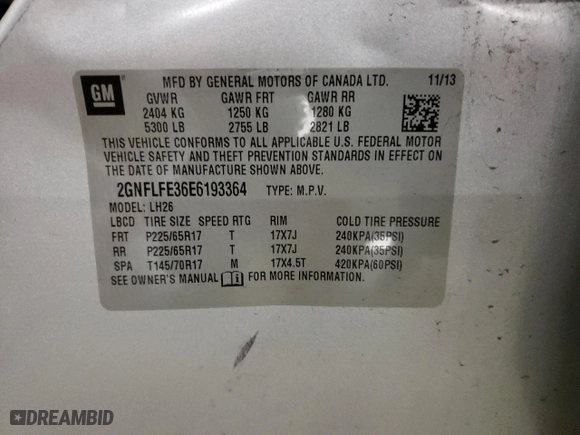 GM
MFD BY GENERAL MOTORS OF CANADA LTD. 11/13
GVWR GAWR FRT GAWR RR
2404 KG 1250 KG 1280 KG
5300 LB 2755 LB 2821 LB
THIS VEHICLE CONFORMS TO ALL APPLICABLE U.S. FEDERAL MOTOR
VEHICLE SAFETY AND THEFT PREVENTION STANDARDS IN EFFECT ON
THE DATE OF MANUFACTURE SHOWN ABOVE.
2GNFLFE36E6193364 TYPE: M.P.V.
MODEL: LH26
LBCD TIRE SIZE SPEED RTG RIM COLD TIRE PRESSURE
FRT P225/65R17 T 17X7J 240KPA(35PSI)
RR P225/65R17 T 17X7J 240KPA(35PSI)
SPA T145/70R17 M 17X4.5T 420KPA(60PSI)
SEE OWNER'S MANUAL FOR MORE INFORMATION.
DREAMBID